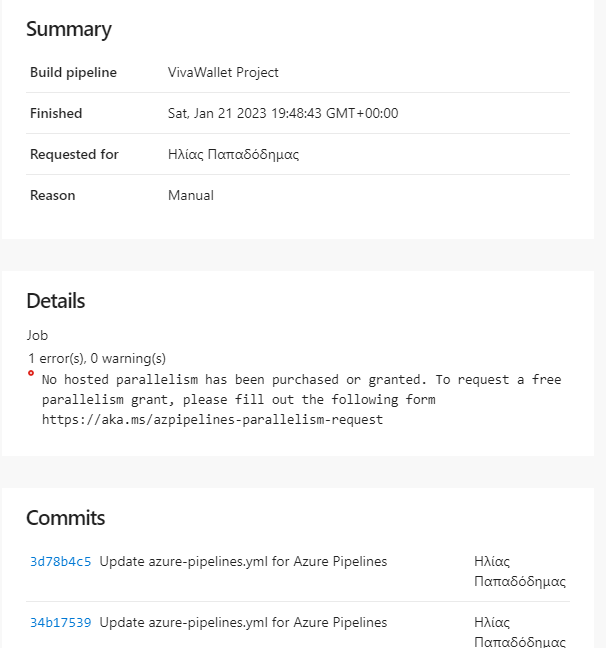 Summary
Build pipeline VivaWallet Project
Finished Sat, Jan 21 2023 19:48:43 GMT+00:00
Requested for Ηλίας Παπαδόδημας
Reason Manual
Details
Job
1 error(s), 0 warning(s)
No hosted parallelism has been purchased or granted. To request a free
parallelism grant, please fill out the following form
https://aka.ms/azpipelines-parallelism-request
Commits
3d78b4c5 Update azure-pipelines.yml for Azure Pipelines Ηλίας
Παπαδόδημας
34b17539 Update azure-pipelines.yml for Azure Pipelines Ηλίας
Παπαδόδημας